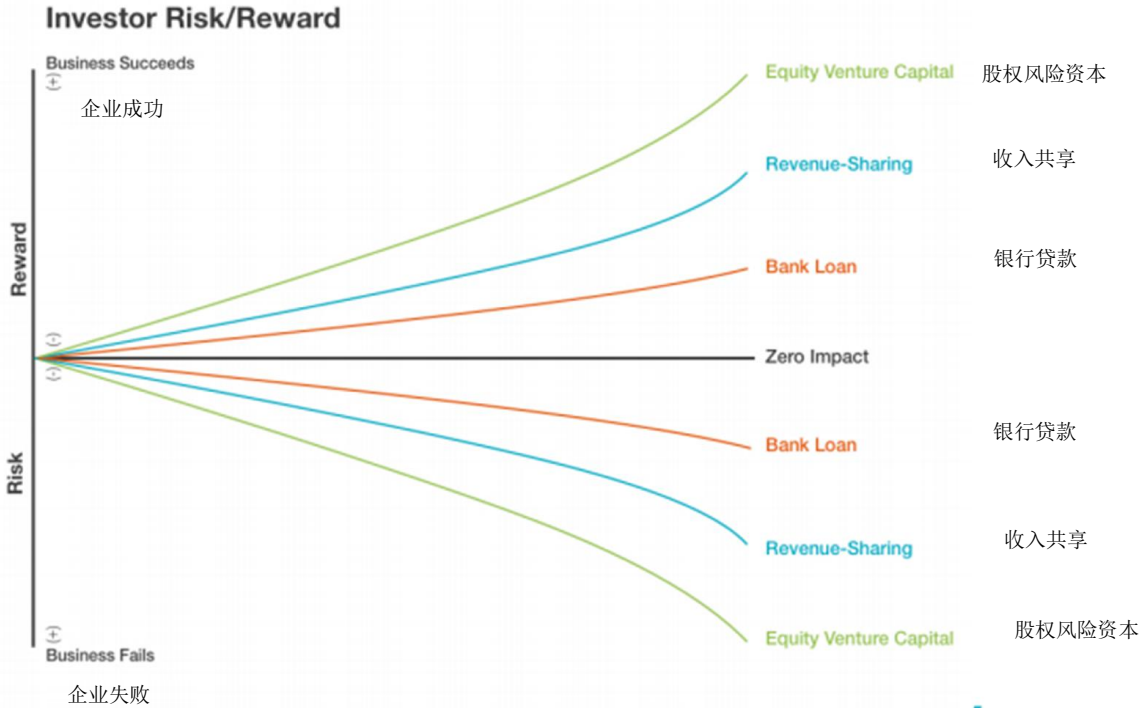 Investor Risk/Reward
Business Succeeds
(+)
企业成功
Equity Venture Capital 股权风险资本
Revenue-Sharing 收入共享
Bank Loan 银行贷款
Reward
(-)
Zero Impact
(-)
Bank Loan 银行贷款
Risk
Revenue-Sharing 收入共享
Equity Venture Capital 股权风险资本
(+)
Business Fails
企业失败